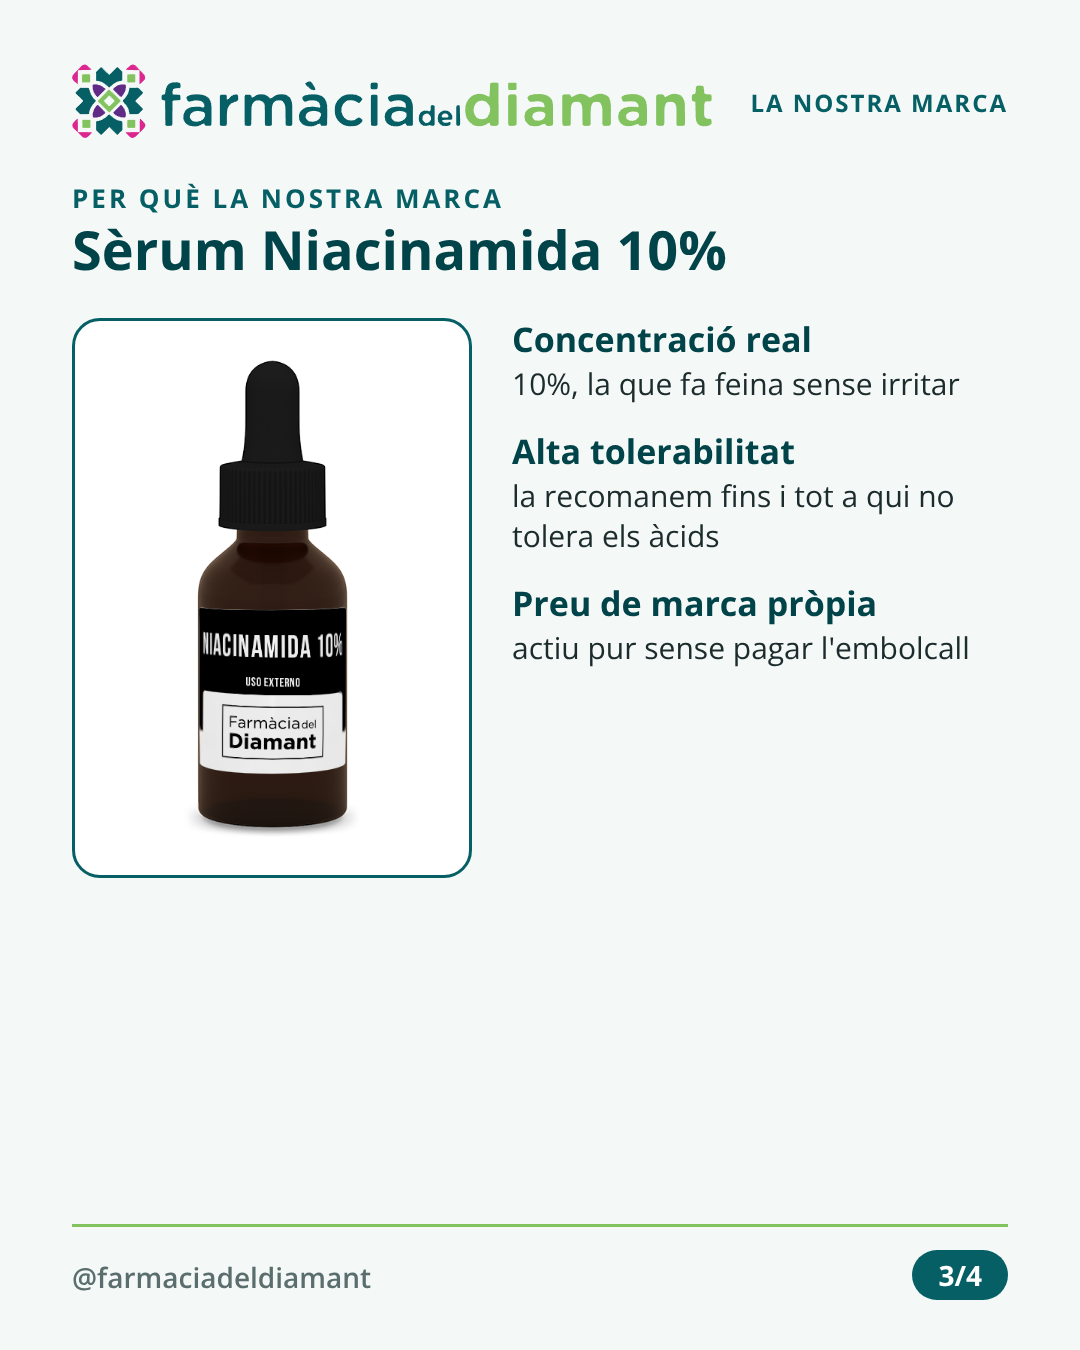 farmàciadeldiamant
LA NOSTRA MARCA
PER QUÈ LA NOSTRA MARCA
Sèrum Niacinamida 10%
NIACINAMIDA 10%
USO EXTERNO
Farmàciadel
Diamant
Concentració real
10%, la que fa feina sense irritar
Alta tolerabilitat
la recomanem fins i tot a qui no
tolera els àcids
Preu de marca pròpia
actiu pur sense pagar l'embolcall
@farmaciadeldiamant
3/4